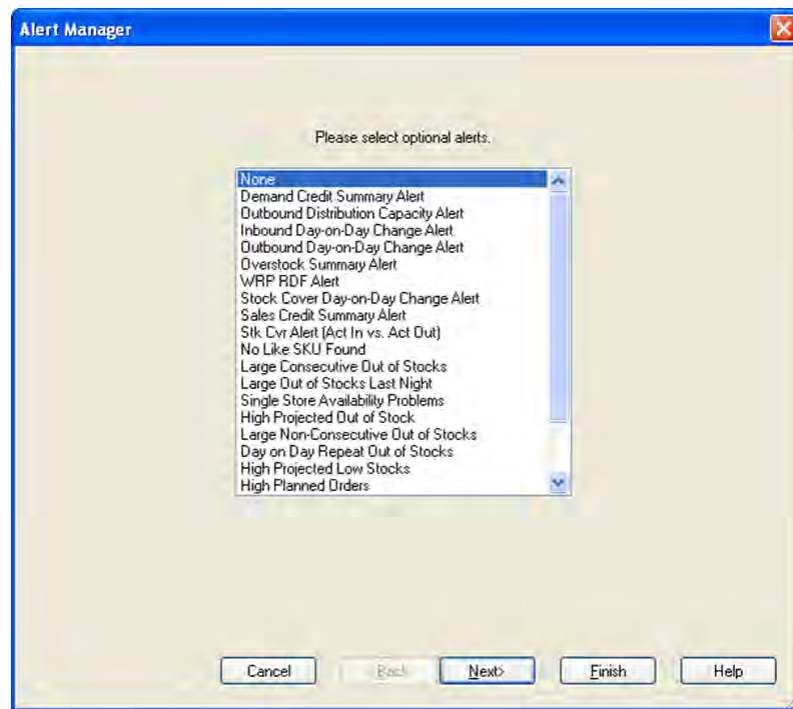 Alert Manager
Please select optional alerts.
None
Demand Credit Summary Alert
Outbound Distribution Capacity Alert
Inbound Day-on-Day Change Alert
Outbound Day-on-Day Change Alert
Overstock Summary Alert
WRP RDF Alert
Stock Cover Day-on-Day Change Alert
Sales Credit Summary Alert
Stk Cvr Alert (Act In vs. Act Out)
No Like SKU Found
Large Consecutive Out of Stocks
Large Out of Stocks Last Night
Single Store Availability Problems
High Projected Out of Stock
Large Non-Consecutive Out of Stocks
Day on Day Repeat Out of Stocks
High Projected Low Stocks
High Planned Orders
Cancel Back Next> Finish Help